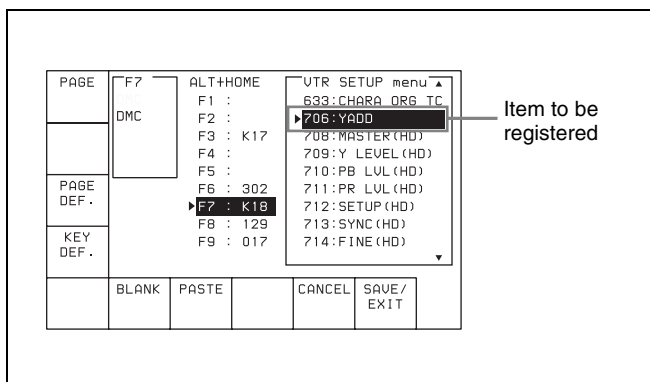 PAGE
PAGE DEF.
KEY DEF.
F7
DMC
ALT+HOME
F1 :
F2 :
F3 : K17
F4 :
F5 :
F6 : 302
F7 : K18
F8 : 129
F9 : 017
VTR SETUP menu
633:CHARA ORG TC
706:YADD
708:MASTER(HD)
709:Y LEVEL(HD)
710:PB LVL(HD)
711:PR LVL(HD)
712:SETUP(HD)
713:SYNC(HD)
714:FINE(HD)
BLANK
PASTE
CANCEL
SAVE/
EXIT
Item to be
registered